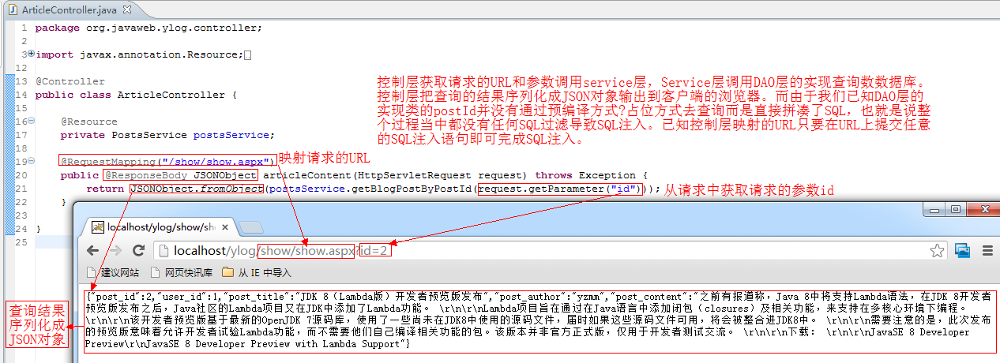 ArticleController.java
1 package org.javaweb.ylog.controller;
2
3 import javax.annotation.Resource;
12
13 @Controller
14 public class ArticleController {
15
16 @Resource
17 private PostsService postsService;
18
19 @RequestMapping("/show/show.aspx")
20 public @ResponseBody JSONObject articleContent(HttpServletRequest request) throws Exception {
21 return JSONObject.fromObject(postsService.getBlogPostByPostId(request.getParameter("id")));
22 }
23
24 }
25
控制层获取请求的URL和参数调用service层，Service层调用DAO层的实现查询数数据库。
控制层把查询的结果序列化成JSON对象输出到客户端的浏览器。而由于我们已知DAO层的
实现类的postId并没有通过预编译方式?占位方式去查询而是直接拼凑了SQL，也就是说整
个过程当中都没有任何SQL过滤导致SQL注入。已知控制层映射的URL只要在URL上提交任意
的SQL注入语句即可完成SQL注入。
映射请求的URL
从请求中获取请求的参数id
localhost/ylog/show/sho
localhost/ylog/show/show.aspx?id=2
建议网站
网页快讯库
从 IE 中导入
查询结果
序列化成
JSON对象
{"post_id":2,"user_id":1,"post_title":"JDK 8（Lambda版）开发者预览版发布","post_author":"yzmm","post_content":"之前有报道称，Java 8中将支持Lambda语法，在JDK 8开发者
预览版发布之后，Java社区的Lambda项目又在JDK中添加了Lambda功能。 \r\n\r\nLambda项目旨在通过在Java语言中添加闭包（closures）及相关功能，来支持在多核心环境下编程。
\r\n\r\n该开发者预览版基于最新的OpenJDK 7源码库，使用了一些尚未在JDK8中使用的源码文件，届时如果这些源码文件可用，将会被整合进JDK8中。 \r\n\r\n需要注意的是，此次发布
的预览版意味着允许开发者试验Lambda功能，而不需要他们自己编译相关功能的包。该版本并非官方正式版，仅用于开发者测试交流。 \r\n\r\n下载： \r\n\r\nJavaSE 8 Developer
Preview\r\nJavaSE 8 Developer Preview with Lambda Support"}